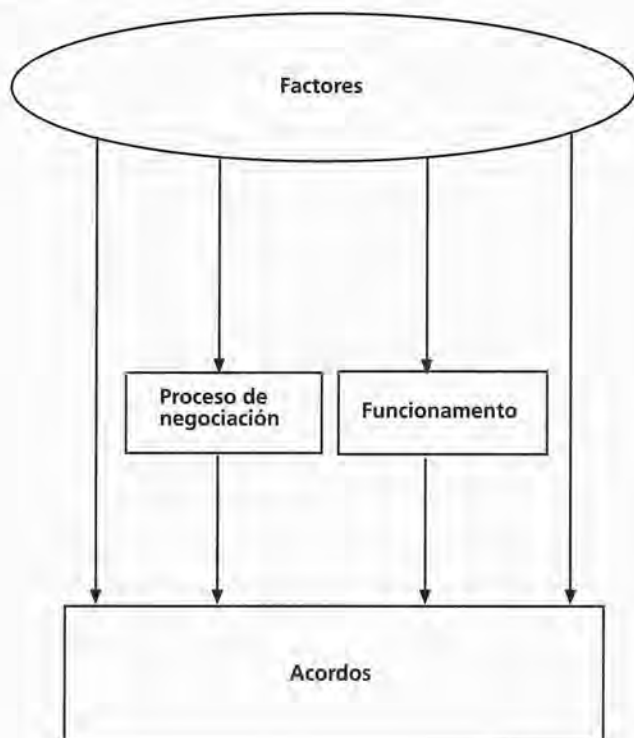 Factores
Proceso de
negociación
Funcionamento
Acordos